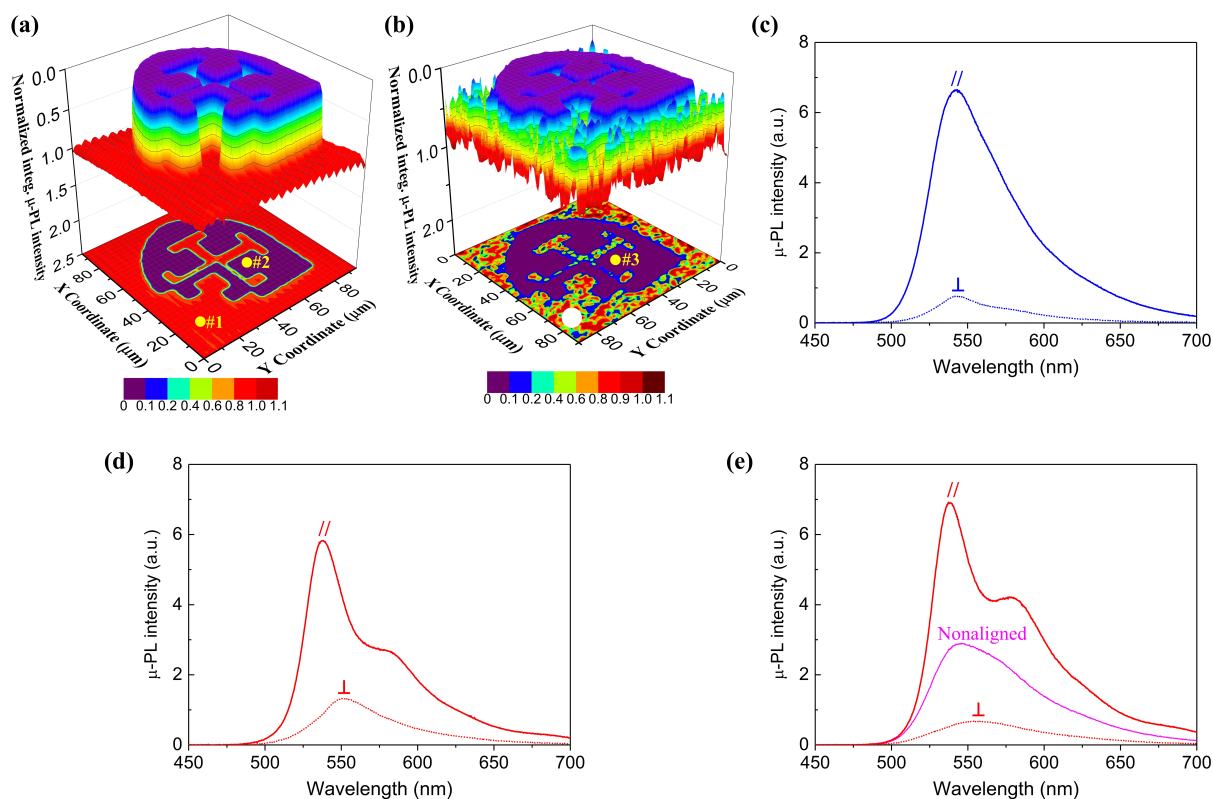 (a)
Normalized integ. μ-PL intensity
0.0
0.5
1.0
1.5
2.0
2.5
80
60
40
20
0
X Coordinate (μm)
0
20
40
60
80
Y Coordinate (μm)
#2
#1
0 0.1 0.2 0.4 0.6 0.8 1.0 1.1
(b)
Normalized integ. μ-PL intensity
0.0
1.0
2.0
0
20
40
60
80
X Coordinate (μm)
0
20
40
60
80
Y Coordinate (μm)
#3
0 0.1 0.2 0.4 0.6 0.8 0.9 1.0 1.1
(c)
μ-PL intensity (a.u.)
8
6
4
2
0
//
⊥
450 500 550 600 650 700
Wavelength (nm)
(d)
μ-PL intensity (a.u.)
8
6
4
2
0
//
⊥
450 500 550 600 650 700
Wavelength (nm)
(e)
μ-PL intensity (a.u.)
8
6
4
2
0
//
Nonaligned
⊥
450 500 550 600 650 700
Wavelength (nm)